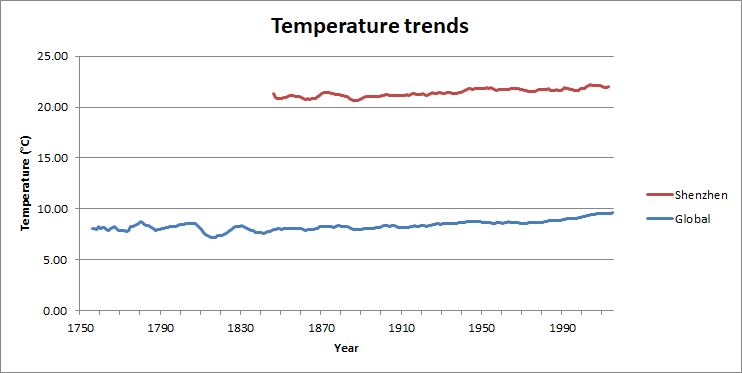 Temperature trends
25.00
20.00
15.00
10.00
5.00
0.00
Temperature (°C)
1750 1790 1830 1870 1910 1950 1990
Year
Shenzhen
Global